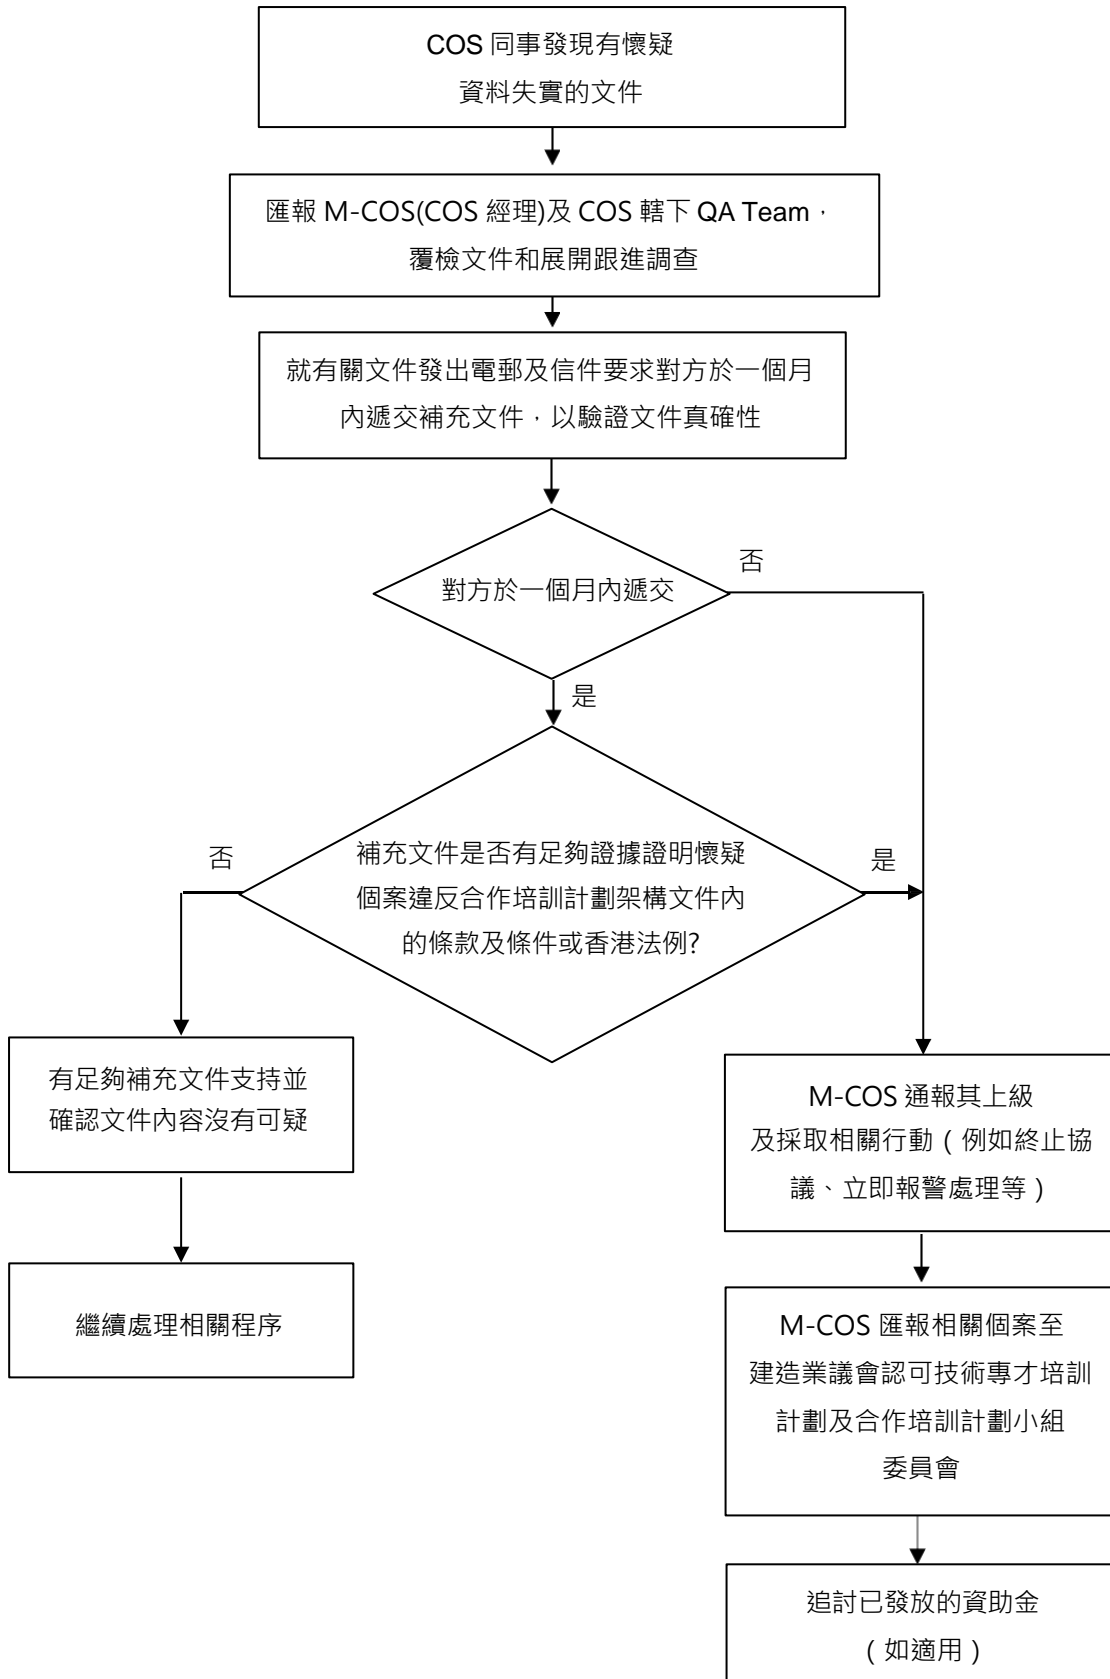 COS 同事發現有懷疑
資料失實的文件
匯報 M-COS(COS 經理)及 COS 轄下 QA Team，
覆檢文件和展開跟進調查
就有關文件發出電郵及信件要求對方於一個月
內遞交補充文件，以驗證文件真確性
對方於一個月內遞交
否
是
補充文件是否有足夠證據證明懷疑
個案違反合作培訓計劃架構文件內
的條款及條件或香港法例?
否
是
有足夠補充文件支持並
確認文件內容沒有可疑
繼續處理相關程序
M-COS 通報其上級
及採取相關行動（例如終止協
議、立即報警處理等）
M-COS 匯報相關個案至
建造業議會認可技術專才培訓
計劃及合作培訓計劃小組
委員會
追討已發放的資助金
（如適用）